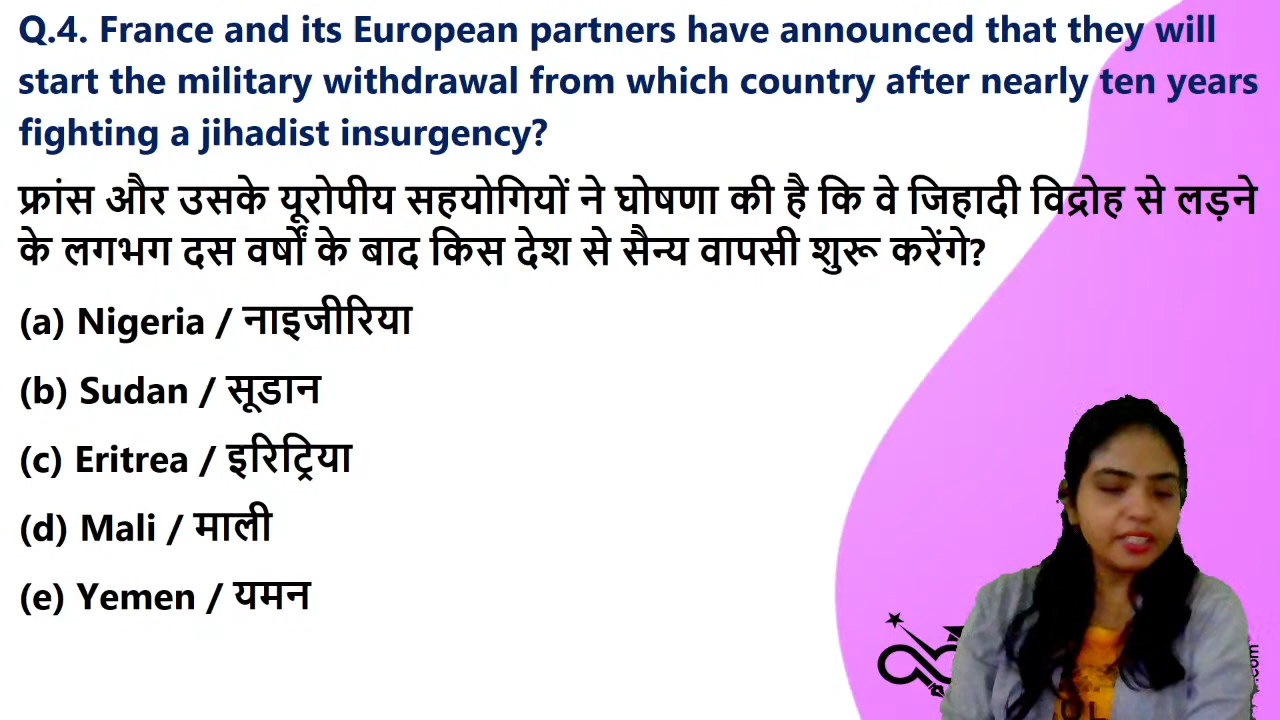 Q.4. France and its European partners have announced that they will
start the military withdrawal from which country after nearly ten years
fighting a jihadist insurgency?
फ्रांस और उसके यूरोपीय सहयोगियों ने घोषणा की है कि वे जिहादी विद्रोह से लड़ने
के लगभग दस वर्षों के बाद किस देश से सैन्य वापसी शुरू करेंगे?
(a) Nigeria / नाइजीरिया
(b) Sudan / सूडान
(c) Eritrea / इरिट्रिया
(d) Mali / माली
(e) Yemen / यमन